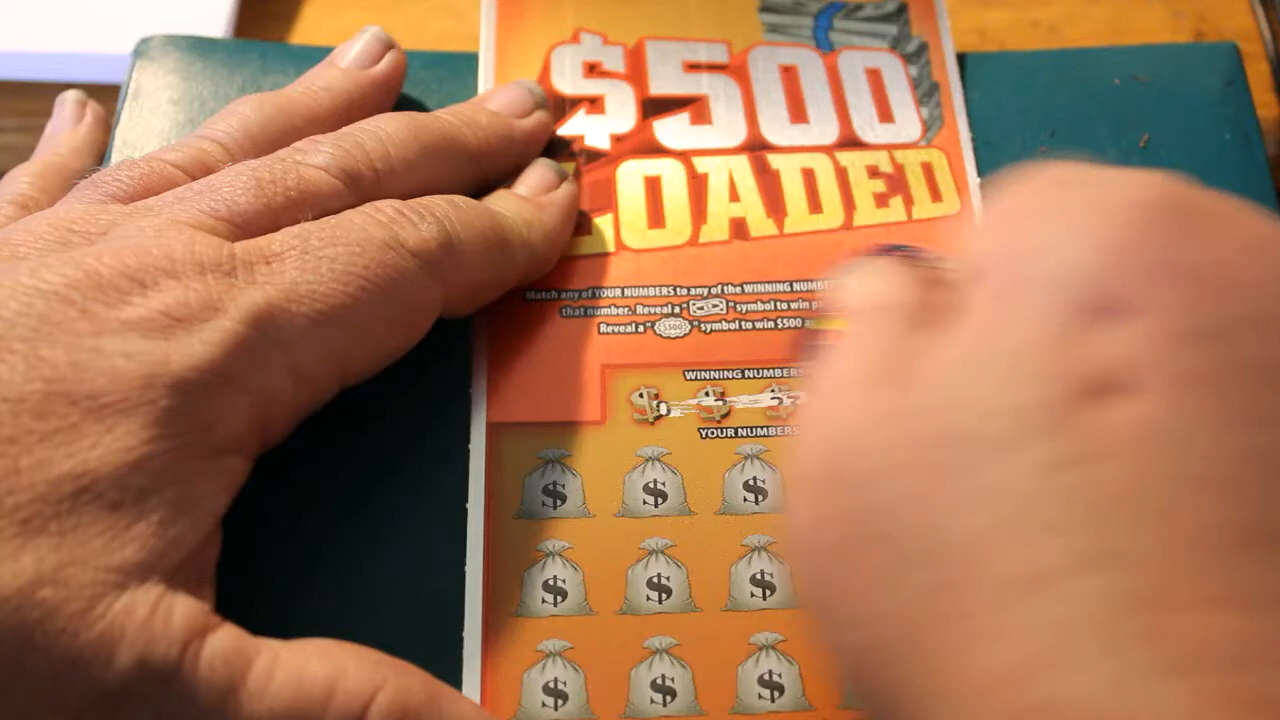 $500
LOADED
Match any of YOUR NUMBERS to any of the WINNING
that number. Reveal a " " symbol to win
Reveal a " $500 " symbol to win $500
WINNING NUMBERS
$ $ $
YOUR NUMBERS
$ $ $
$ $ $
$ $ $